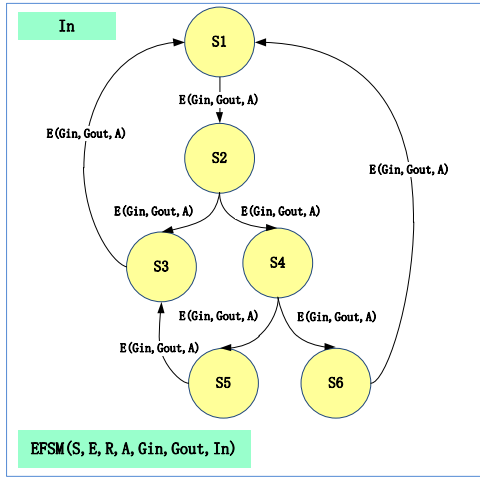 In
S1
E(Gin,Gout,A)
E(Gin,Gout,A)
S2
E(Gin,Gout,A)
E(Gin,Gout,A)
E(Gin,Gout,A)
S3
S4
E(Gin,Gout,A)
E(Gin,Gout,A)
E(Gin,Gout,A)
S5
S6
EFSM(S,E,R,A,Gin,Gout,In)